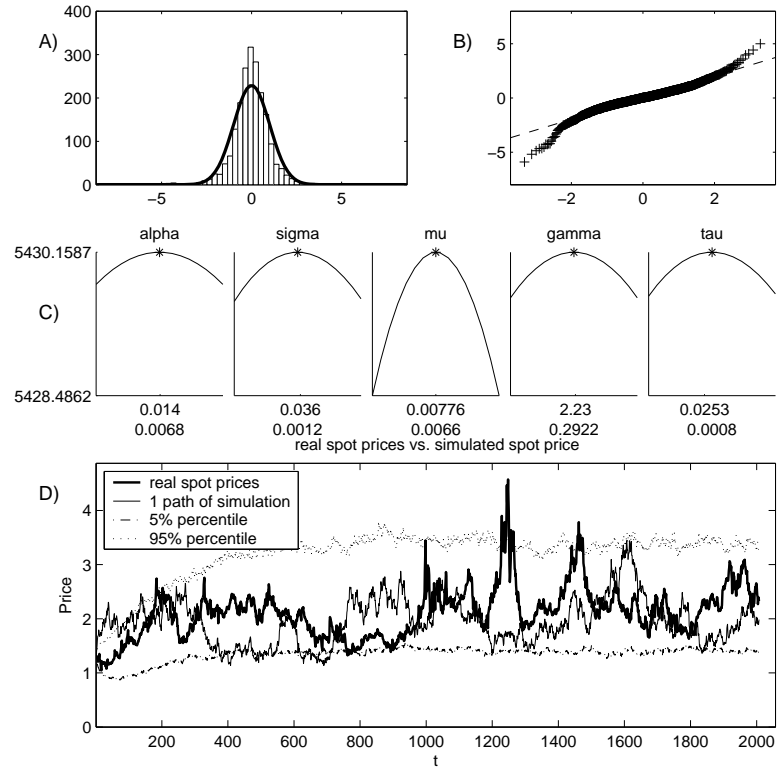 A)
400
300
200
100
0
−5
0
5
B)
5
0
−5
−2
0
2
C)
alpha
sigma
mu
gamma
tau
5430.1587
5428.4862
0.014
0.036
0.00776
2.23
0.0253
0.0068
0.0012
0.0066
0.2922
0.0008
real spot prices vs. simulated spot price
D)
real spot prices
1 path of simulation
5% percentile
95% percentile
Price
4
3
2
1
0
200
400
600
800
1000
1200
1400
1600
1800
2000
t